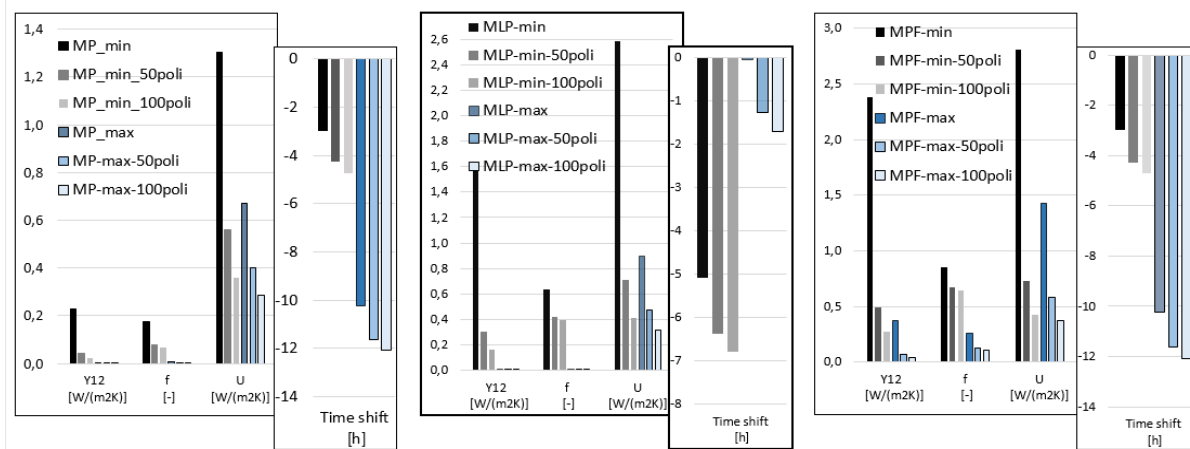 1,4
1,2
1,0
0,8
0,6
0,4
0,2
0,0
MP_min
MP_min_50poli
MP_min_100poli
MP_max
MP-max-50poli
MP-max-100poli
Y12
[W/(m2K)]
f
[-]
U
[W/(m2K)]
0
-2
-4
-6
-8
-10
-12
-14
Time shift
[h]
2,6
2,4
2,2
2,0
1,8
1,6
1,4
1,2
1,0
0,8
0,6
0,4
0,2
0,0
MLP-min
MLP-min-50poli
MLP-min-100poli
MLP-max
MLP-max-50poli
MLP-max-100poli
Y12
[W/(m2K)]
f
[-]
U
[W/(m2K)]
0
-1
-2
-3
-4
-5
-6
-7
-8
Time shift
[h]
3,0
2,5
2,0
1,5
1,0
0,5
0,0
MPF-min
MPF-min-50poli
MPF-min-100poli
MPF-max
MPF-max-50poli
MPF-max-100poli
Y12
[W/(m2K)]
f
[-]
U
[W/(m2K)]
0
-2
-4
-6
-8
-10
-12
-14
Time shift
[h]